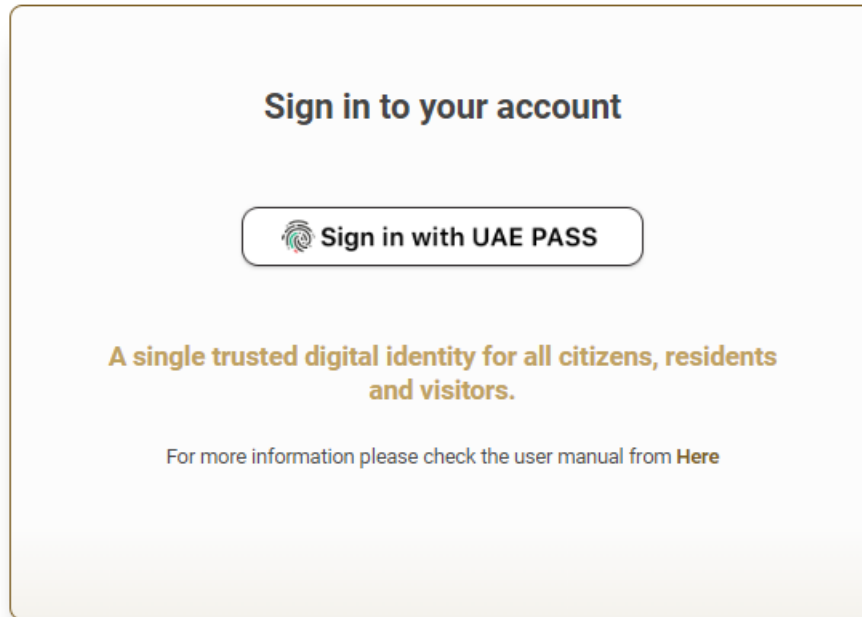 Sign in to your account
Sign in with UAE PASS
A single trusted digital identity for all citizens, residents
and visitors.
For more information please check the user manual from Here